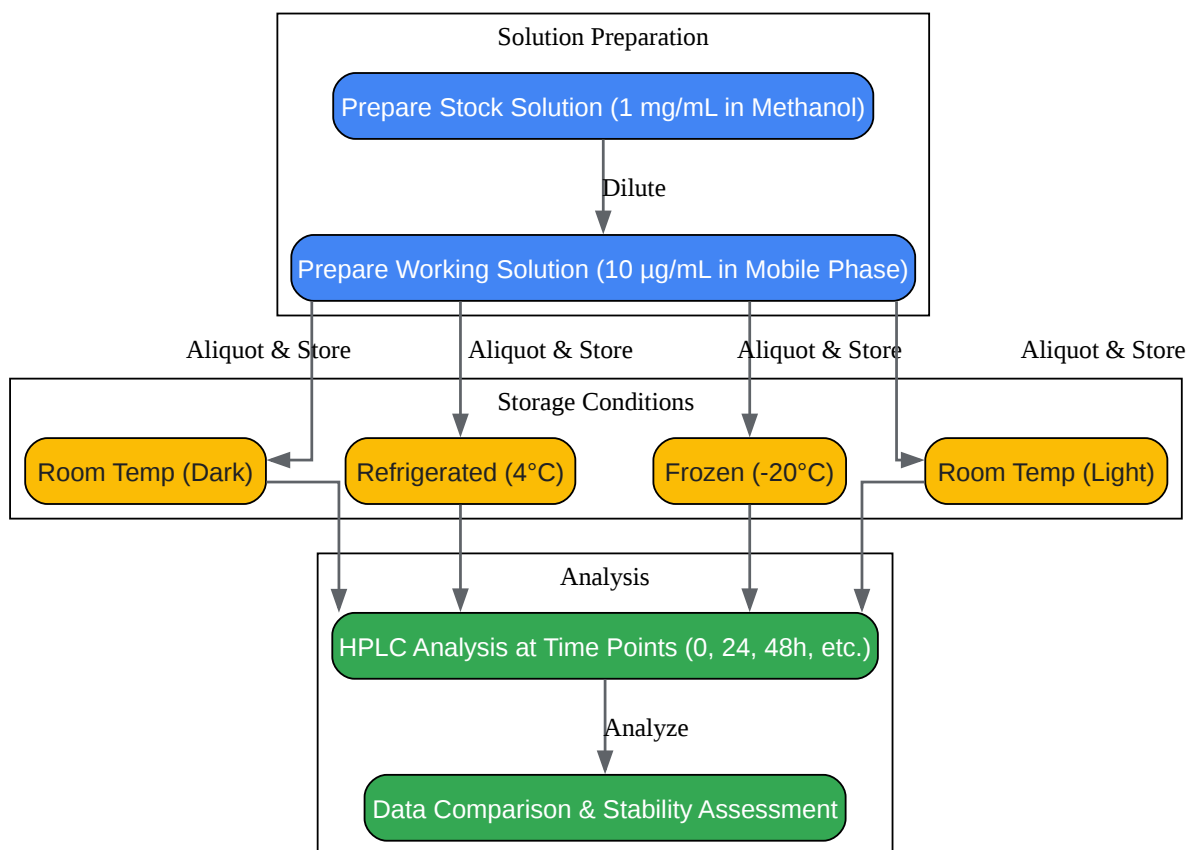 Solution Preparation
Prepare Stock Solution (1 mg/mL in Methanol)
Dilute
Prepare Working Solution (10 µg/mL in Mobile Phase)
Aliquot & Store
Aliquot & Store
Aliquot & Store
Aliquot & Store
Storage Conditions
Room Temp (Dark)
Refrigerated (4°C)
Frozen (-20°C)
Room Temp (Light)
Analysis
HPLC Analysis at Time Points (0, 24, 48h, etc.)
Analyze
Data Comparison & Stability Assessment